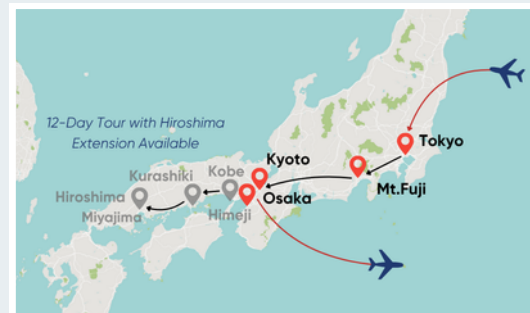 12-Day Tour with Hiroshima
Extension Available
Tokyo
Mt.Fuji
Kyoto
Osaka
Kobe
Himeji
Kurashiki
Hiroshima
Miyajima